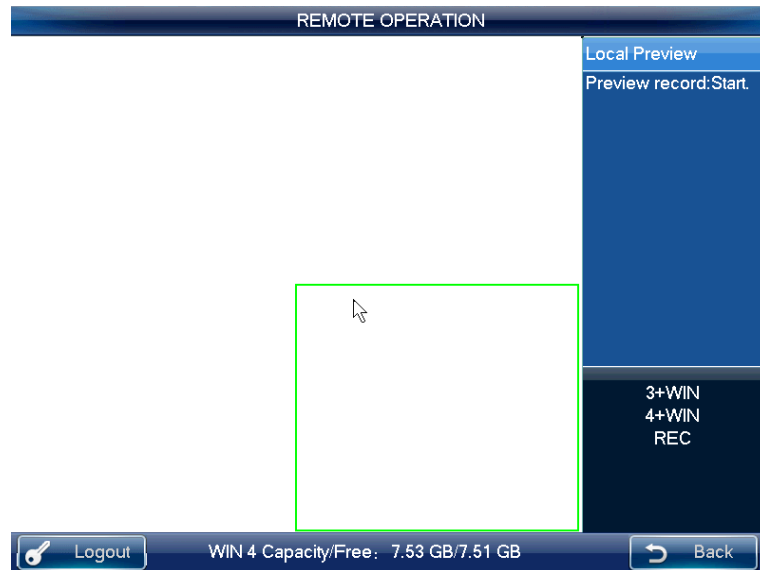 REMOTE OPERATION
Local Preview
Preview record:Start.
3+WIN
4+WIN
REC
Logout
WIN 4 Capacity/Free： 7.53 GB/7.51 GB
Back